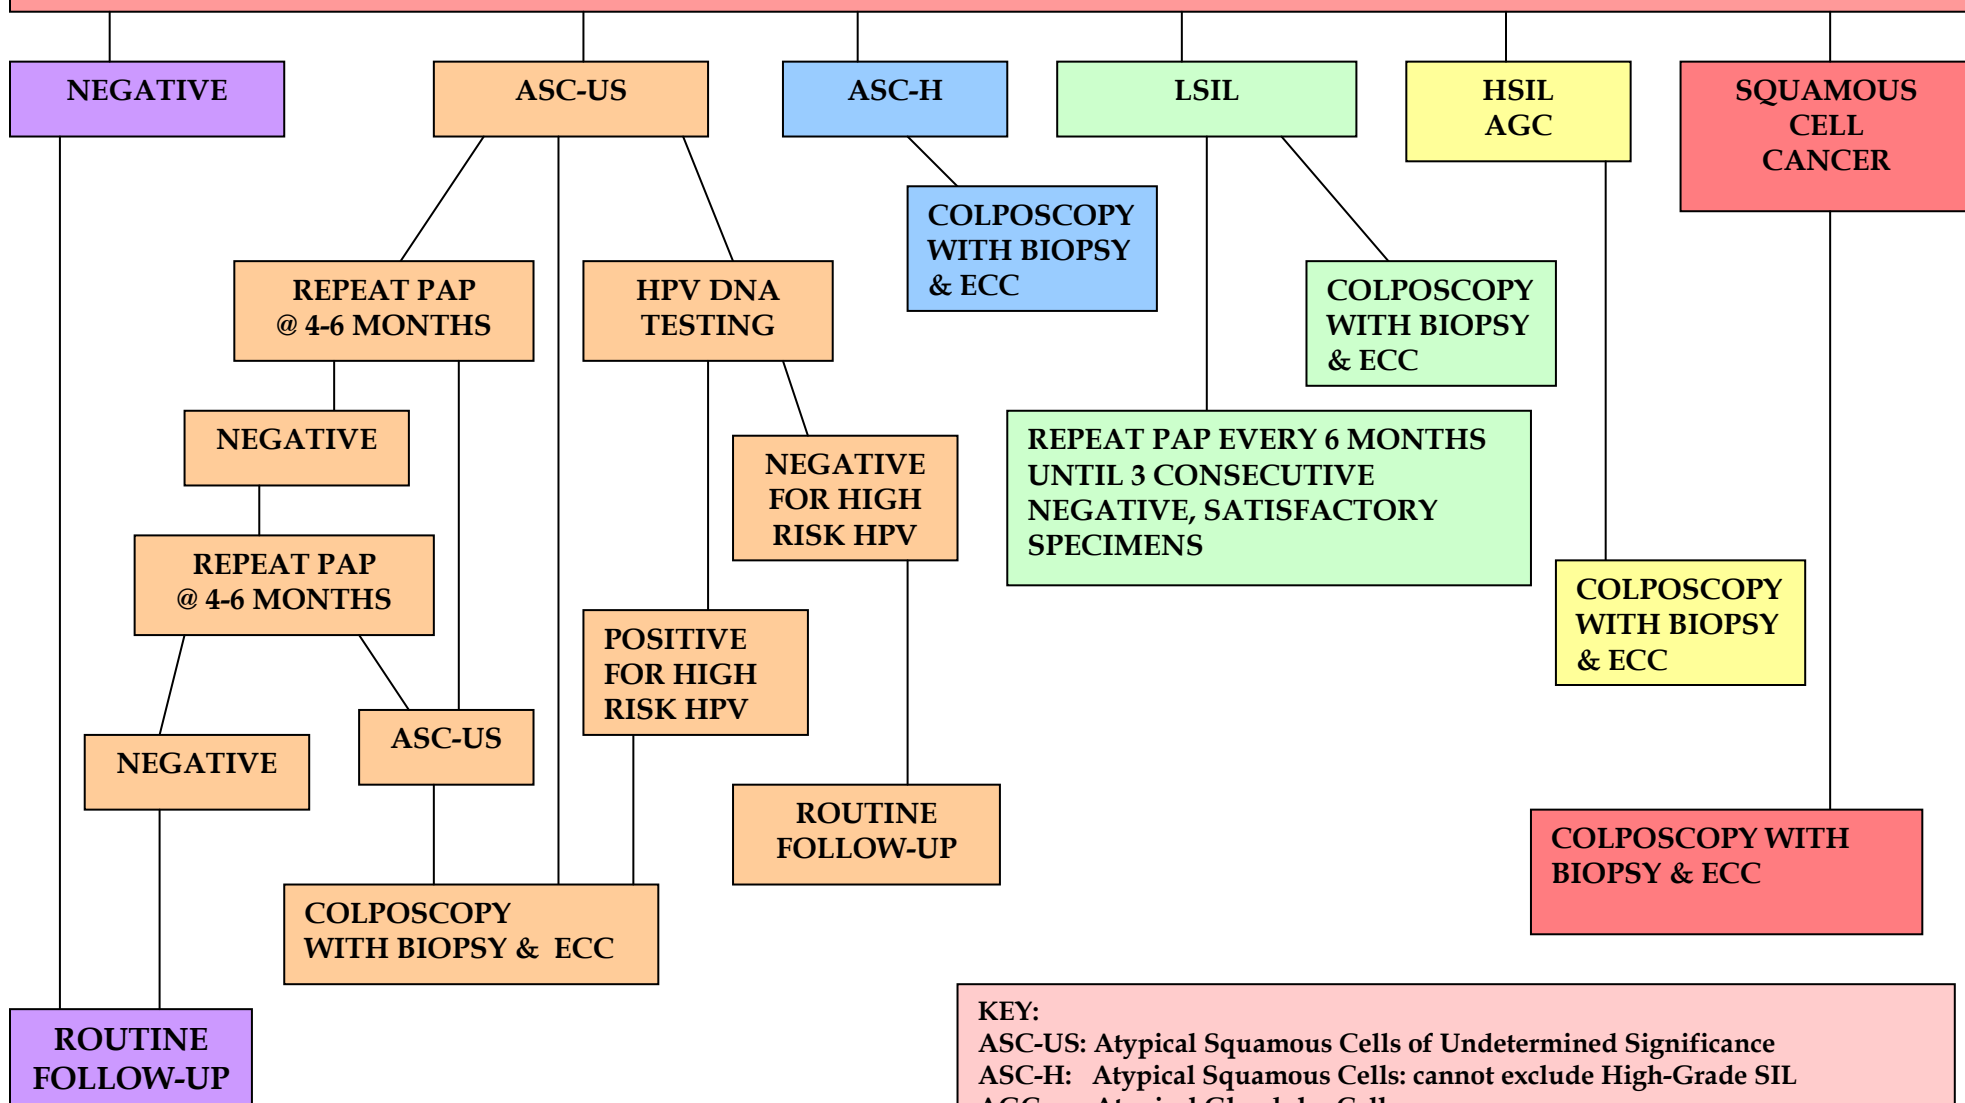 NEGATIVE
ASC-US
ASC-H
LSIL
HSIL
AGC
SQUAMOUS
CELL
CANCER
COLPOSCOPY
WITH BIOPSY
& ECC
REPEAT PAP
@ 4-6 MONTHS
HPV DNA
TESTING
COLPOSCOPY
WITH BIOPSY
& ECC
NEGATIVE
NEGATIVE
FOR HIGH
RISK HPV
REPEAT PAP EVERY 6 MONTHS
UNTIL 3 CONSECUTIVE
NEGATIVE, SATISFACTORY
SPECIMENS
REPEAT PAP
@ 4-6 MONTHS
COLPOSCOPY
WITH BIOPSY
& ECC
POSITIVE
FOR HIGH
RISK HPV
ASC-US
NEGATIVE
ROUTINE
FOLLOW-UP
COLPOSCOPY WITH
BIOPSY & ECC
COLPOSCOPY
WITH BIOPSY & ECC
ROUTINE
FOLLOW-UP
KEY:
ASC-US: Atypical Squamous Cells of Undetermined Significance
ASC-H: Atypical Squamous Cells: cannot exclude High-Grade SIL